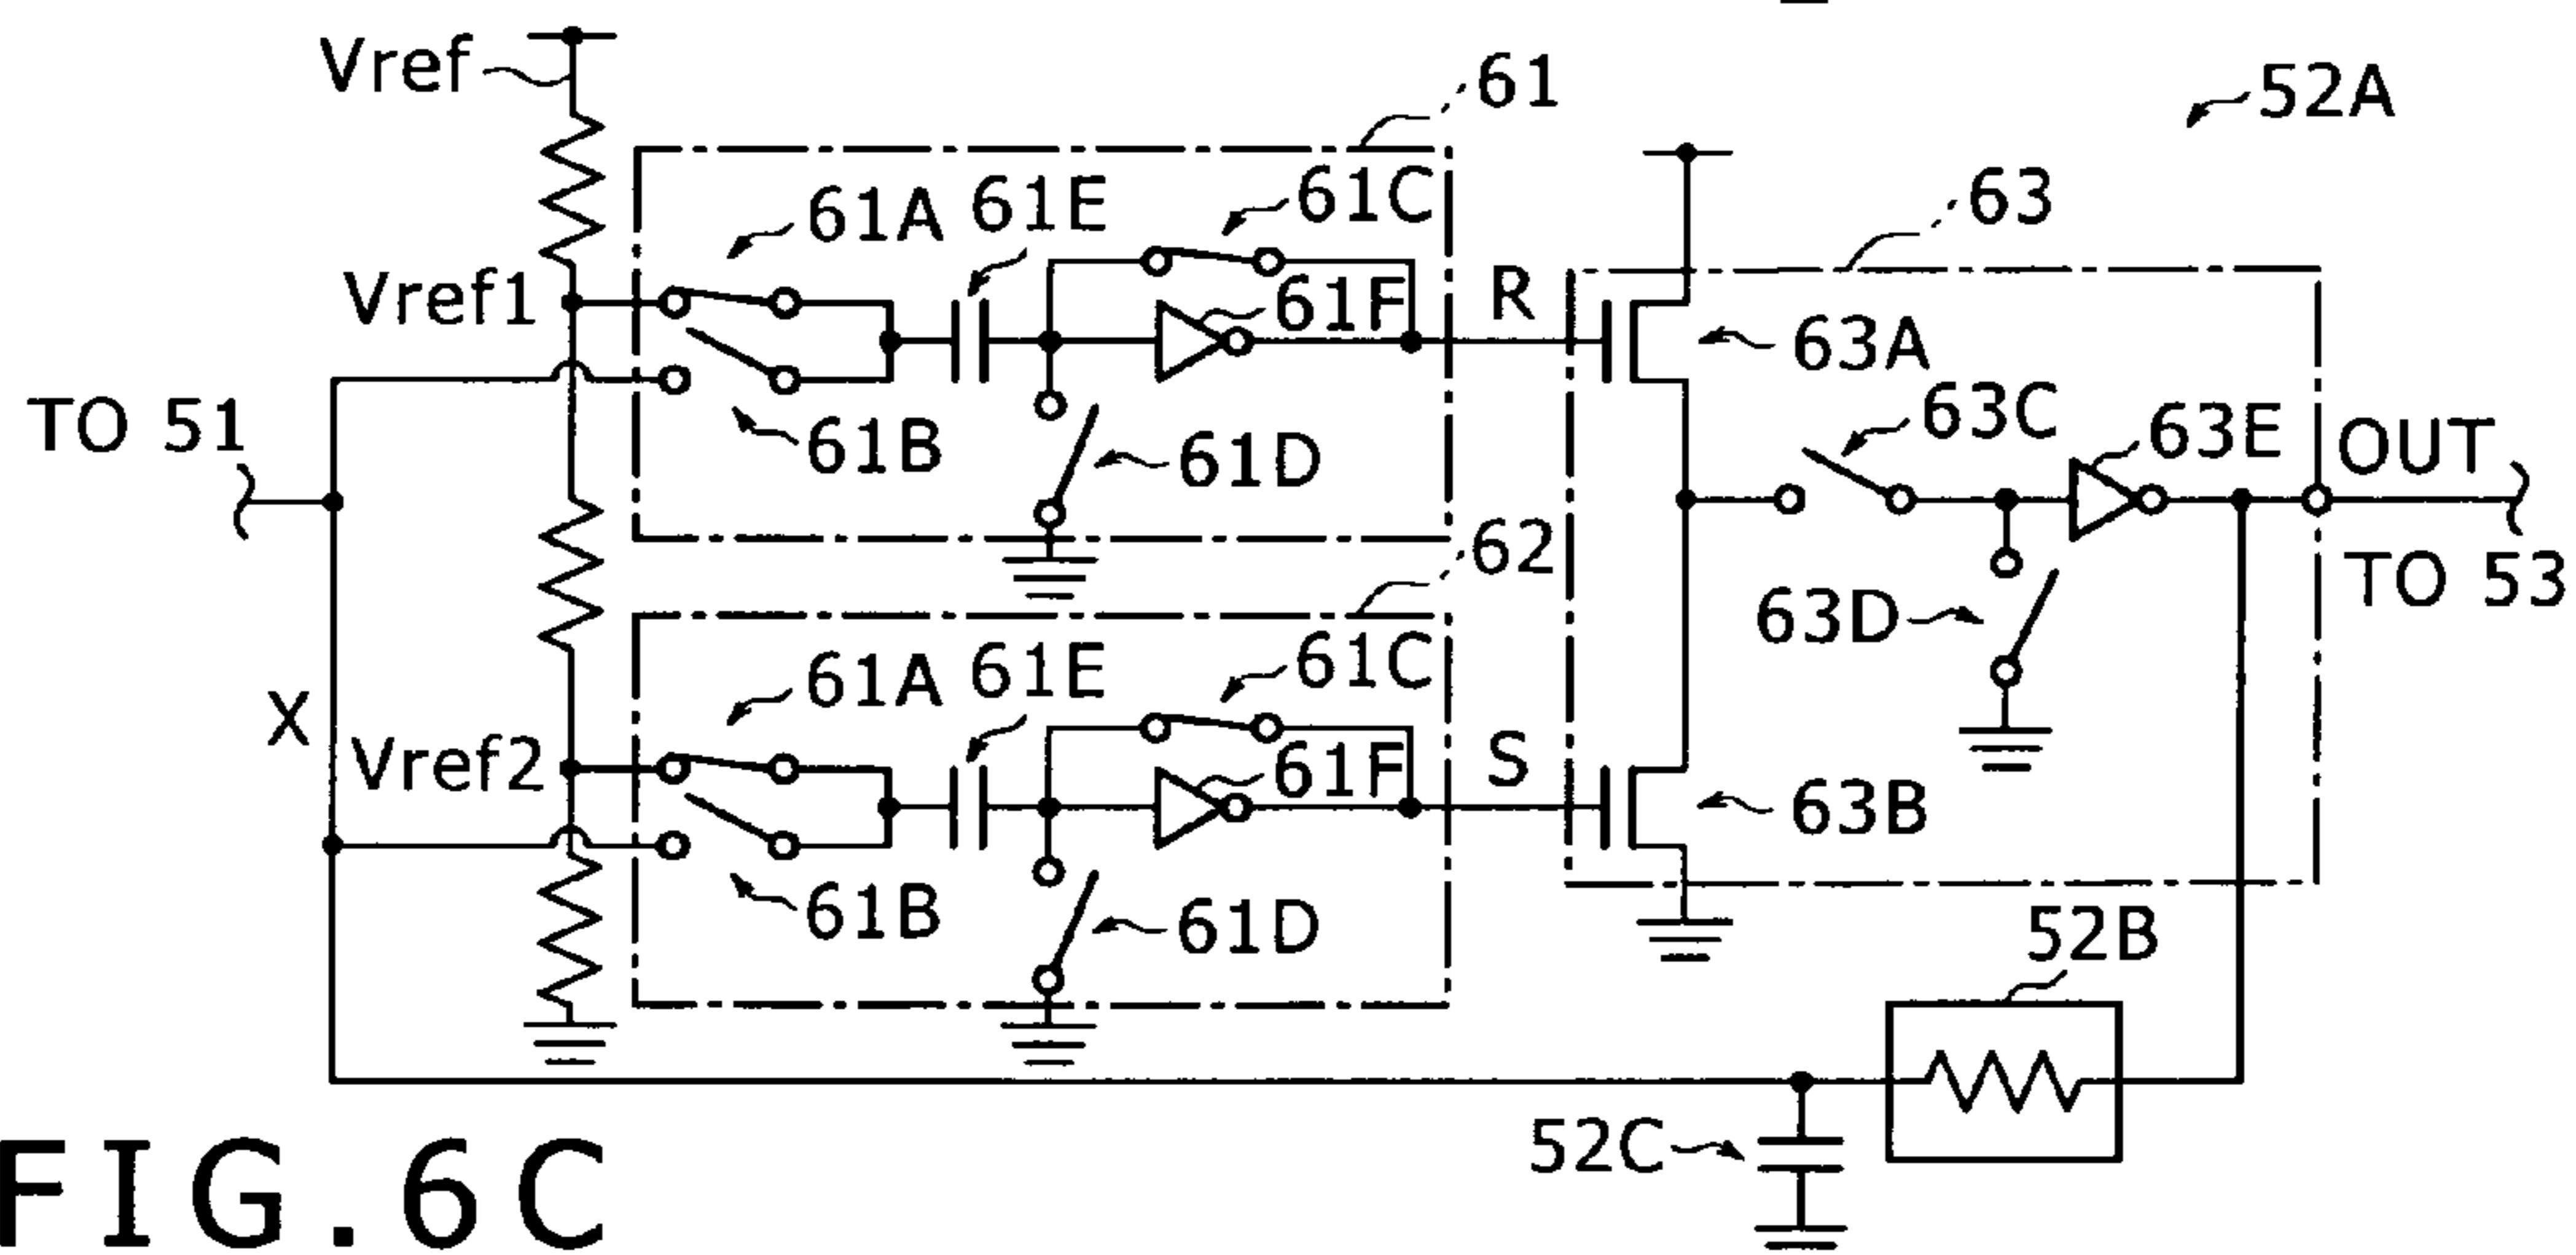 Vref
61
52A
61A
61E
61C
63
Vref1
61F
R
63A
TO 51
61B
61D
63C
63E
OUT
62
TO 53
63D
61A
61E
61C
X
Vref2
61F
S
63B
61B
61D
52B
52C
FIG.6C